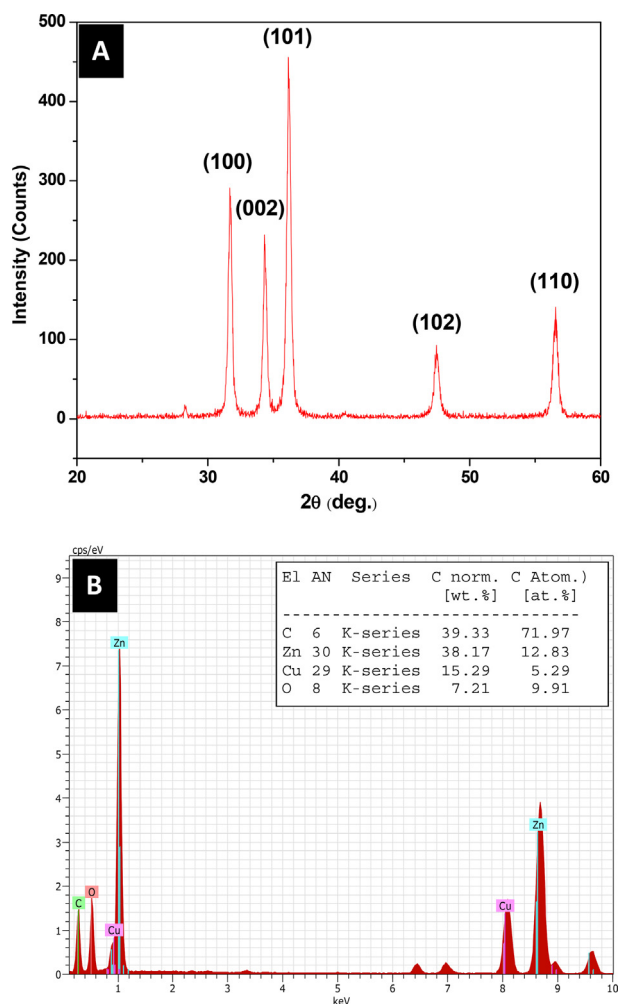 A
500
400
300
200
100
0
Intensity (Counts)
(100)
(002)
(101)
(102)
(110)
20
30
40
50
60
2θ (deg.)
cps/eV
B
9
8
7
6
5
4
3
2
1
0
El AN Series C norm. C Atom.)
[wt.%] [at.%]
----------------------------------
C 6 K-series 39.33 71.97
Zn 30 K-series 38.17 12.83
Cu 29 K-series 15.29 5.29
O 8 K-series 7.21 9.91
Zn
C
O
Cu
Cu
Zn
1
2
3
4
5
6
7
8
9
10
keV